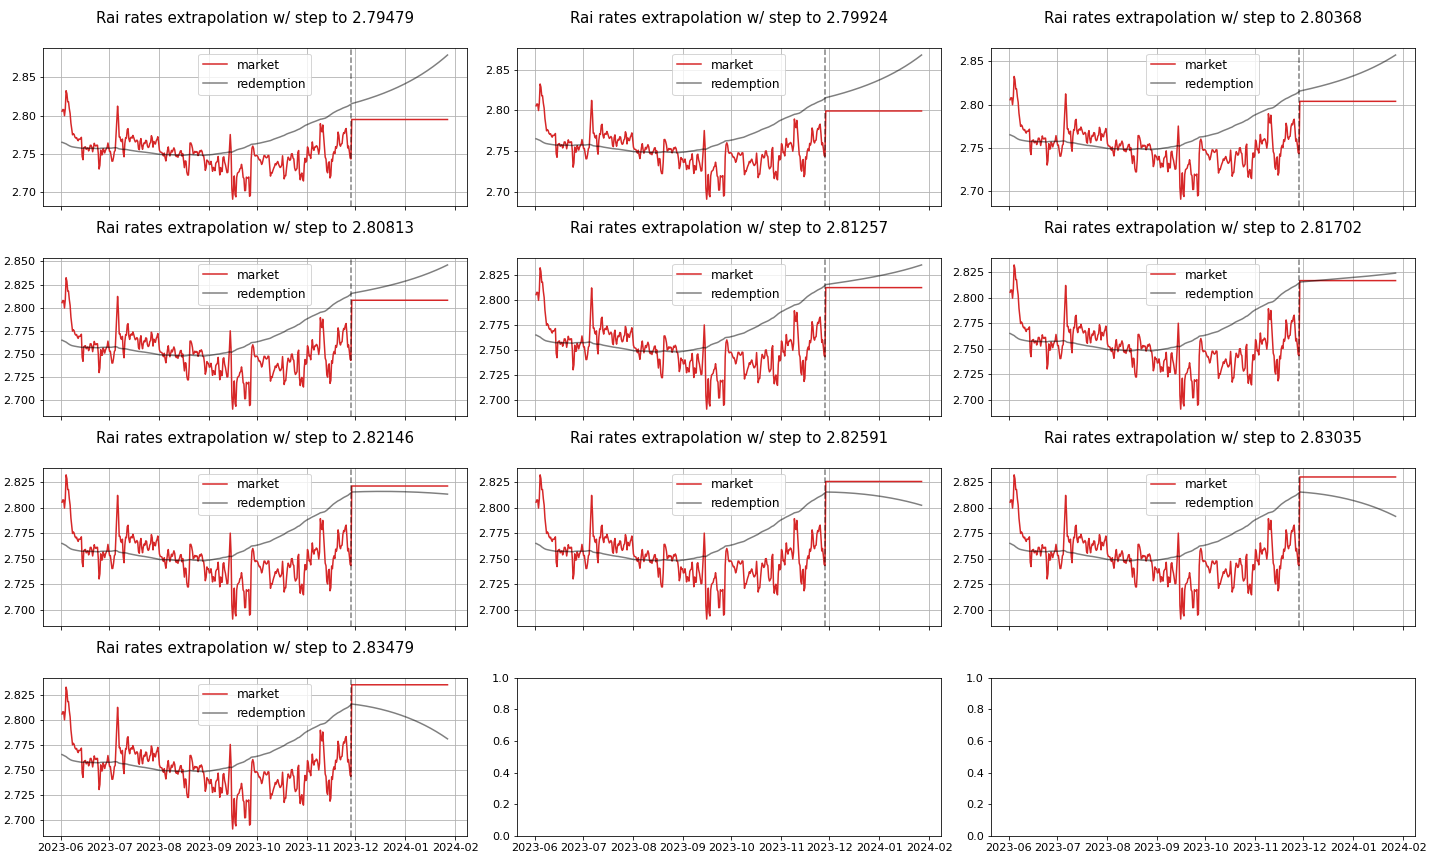 Rai rates extrapolation w/ step to 2.79479
Rai rates extrapolation w/ step to 2.79924
Rai rates extrapolation w/ step to 2.80368
market
redemption
2.85
2.80
2.75
2.70
market
redemption
2.85
2.80
2.75
2.70
market
redemption
2.85
2.80
2.75
2.70
Rai rates extrapolation w/ step to 2.80813
Rai rates extrapolation w/ step to 2.81257
Rai rates extrapolation w/ step to 2.81702
market
redemption
2.850
2.825
2.800
2.775
2.750
2.725
2.700
market
redemption
2.825
2.800
2.775
2.750
2.725
2.700
market
redemption
2.825
2.800
2.775
2.750
2.725
2.700
Rai rates extrapolation w/ step to 2.82146
Rai rates extrapolation w/ step to 2.82591
Rai rates extrapolation w/ step to 2.83035
market
redemption
2.825
2.800
2.775
2.750
2.725
2.700
market
redemption
2.825
2.800
2.775
2.750
2.725
2.700
market
redemption
2.825
2.800
2.775
2.750
2.725
2.700
Rai rates extrapolation w/ step to 2.83479
market
redemption
2.825
2.800
2.775
2.750
2.725
2.700
1.0
0.8
0.6
0.4
0.2
0.0
1.0
0.8
0.6
0.4
0.2
0.0
2023-06 2023-07 2023-08 2023-09 2023-10 2023-11 2023-12 2024-01 2024-02
2023-06 2023-07 2023-08 2023-09 2023-10 2023-11 2023-12 2024-01 2024-02
2023-06 2023-07 2023-08 2023-09 2023-10 2023-11 2023-12 2024-01 2024-02